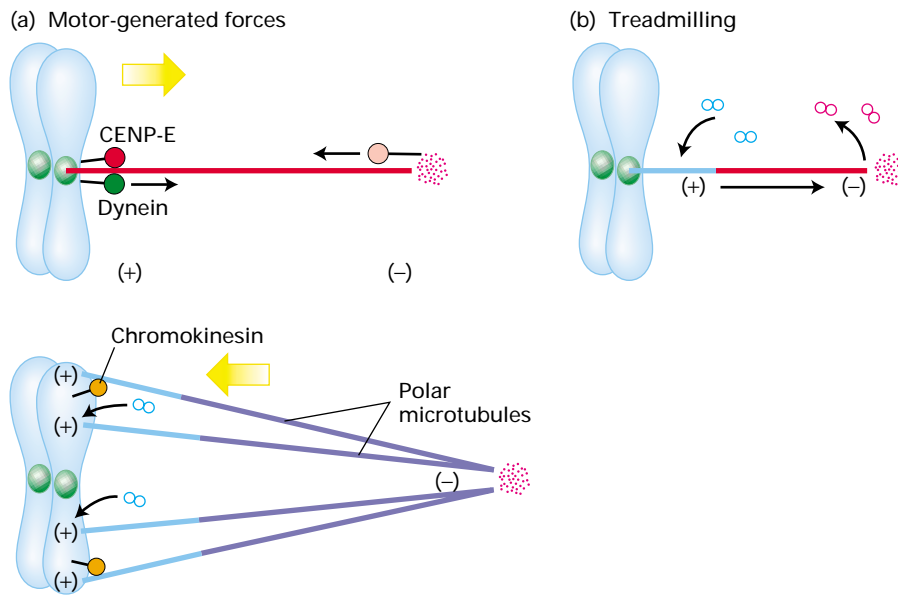 (a) Motor-generated forces
CENP-E
Dynein
(+)
(–)
(b) Treadmilling
(+)
(–)
Chromokinesin
(+)
(+)
Polar
microtubules
(–)
(+)
(+)